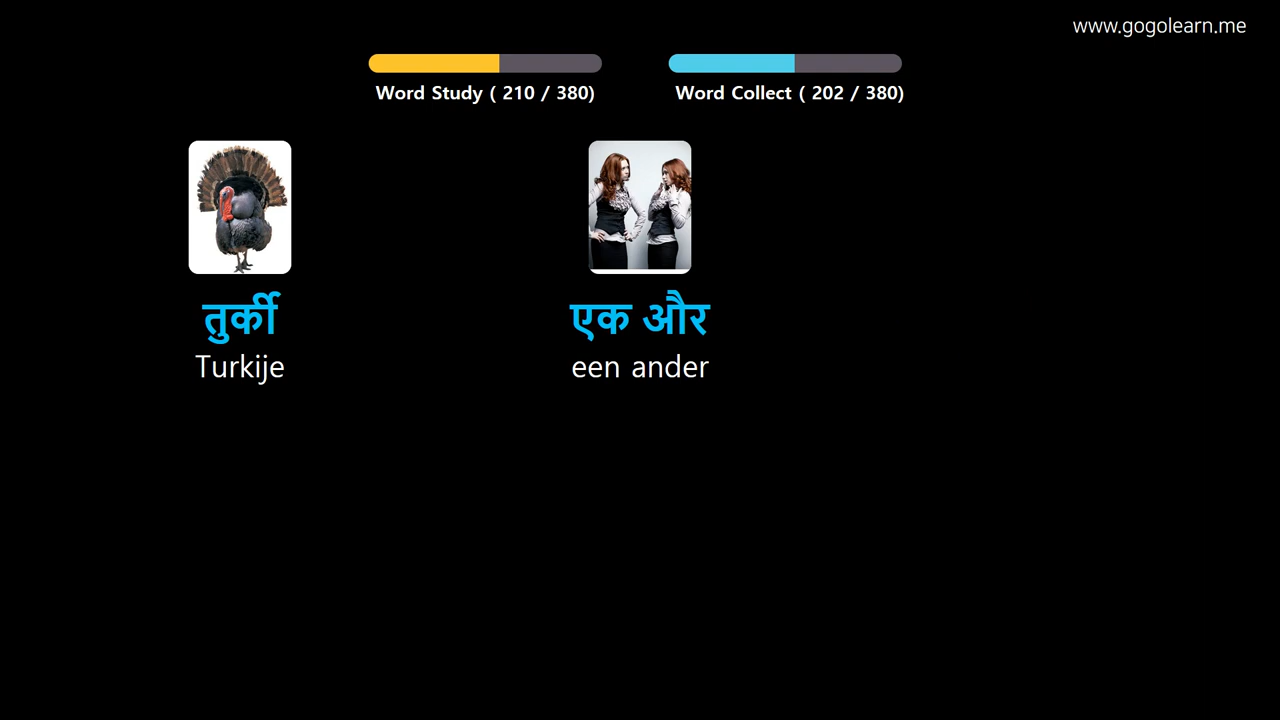 www.gogolearn.me
Word Study ( 210 / 380)
Word Collect ( 202 / 380)
तुर्की
Turkije
एक और
een ander